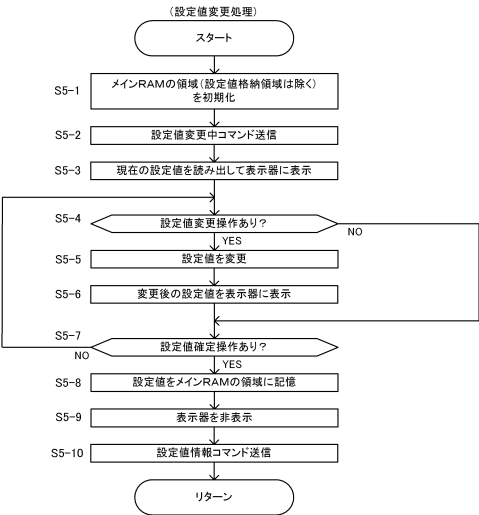 (設定値変更処理)
スタート
S5-1
メインRAMの領域(設定値格納領域は除く)
を初期化
S5-2
設定値変更中コマンド送信
S5-3
現在の設定値を読み出して表示器に表示
S5-4
設定値変更操作あり?
NO
YES
S5-5
設定値を変更
S5-6
変更後の設定値を表示器に表示
S5-7
設定値確定操作あり?
NO
YES
S5-8
設定値をメインRAMの領域に記憶
S5-9
表示器を非表示
S5-10
設定値情報コマンド送信
リターン